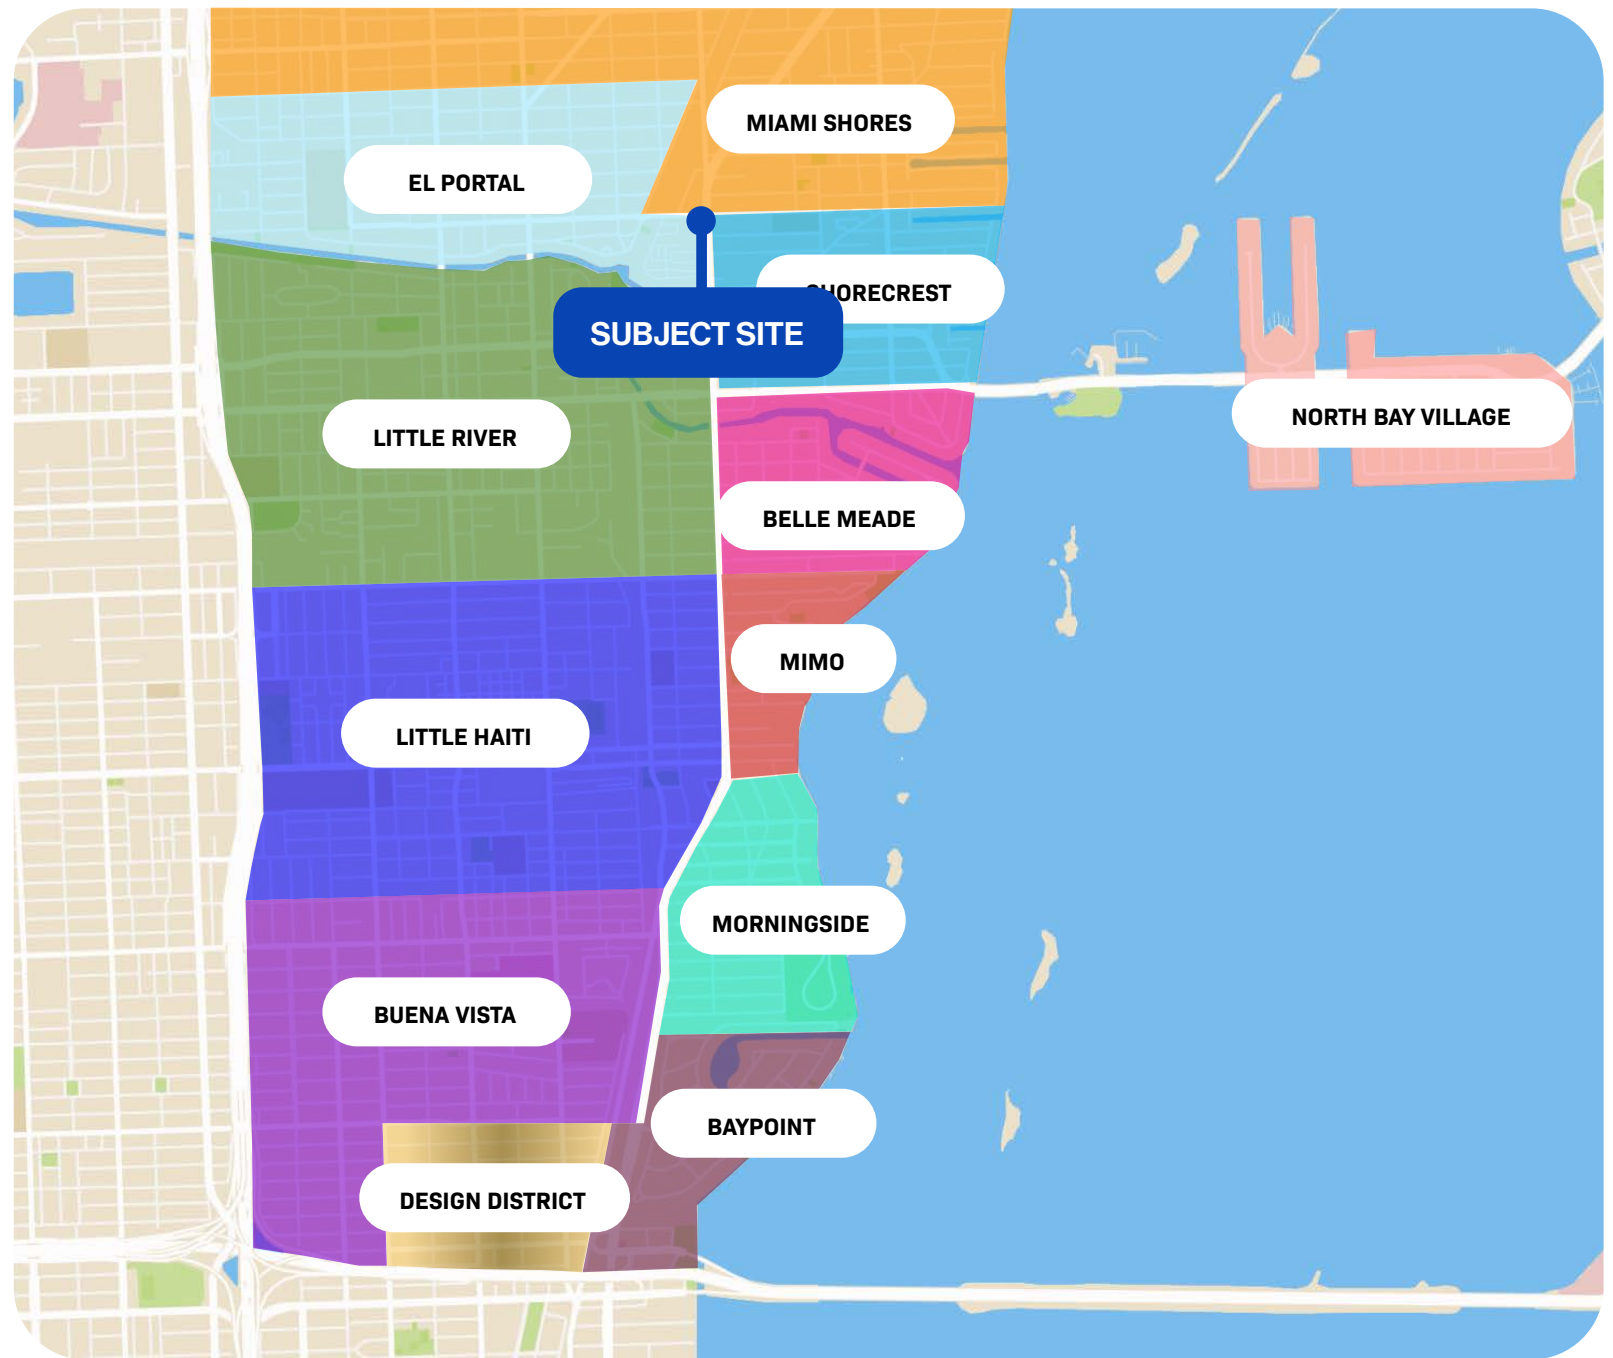 MIAMI SHORES
EL PORTAL
SHORECREST
SUBJECT SITE
NORTH BAY VILLAGE
LITTLE RIVER
BELLE MEADE
MIMO
LITTLE HAITI
MORNINGSIDE
BUENA VISTA
BAYPOINT
DESIGN DISTRICT